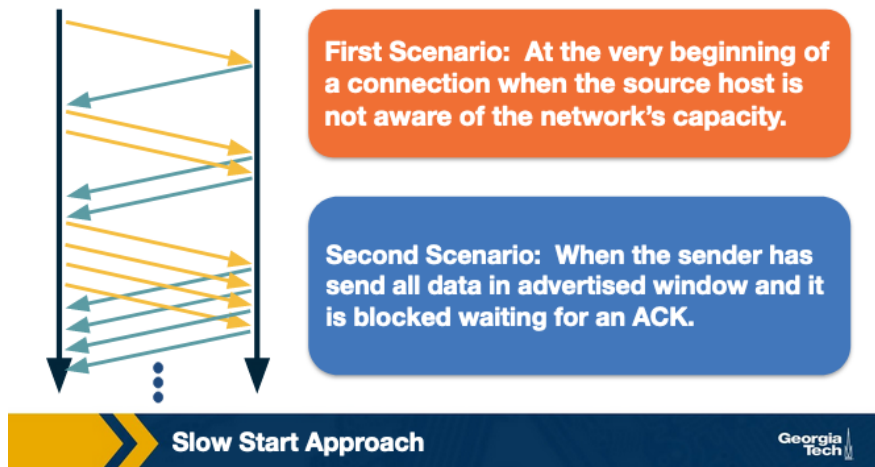 First Scenario:  At the very beginning of
a connection when the source host is
not aware of the network's capacity.
Second Scenario:  When the sender has
send all data in advertised window and it
is blocked waiting for an ACK.
Slow Start Approach
Georgia
Tech